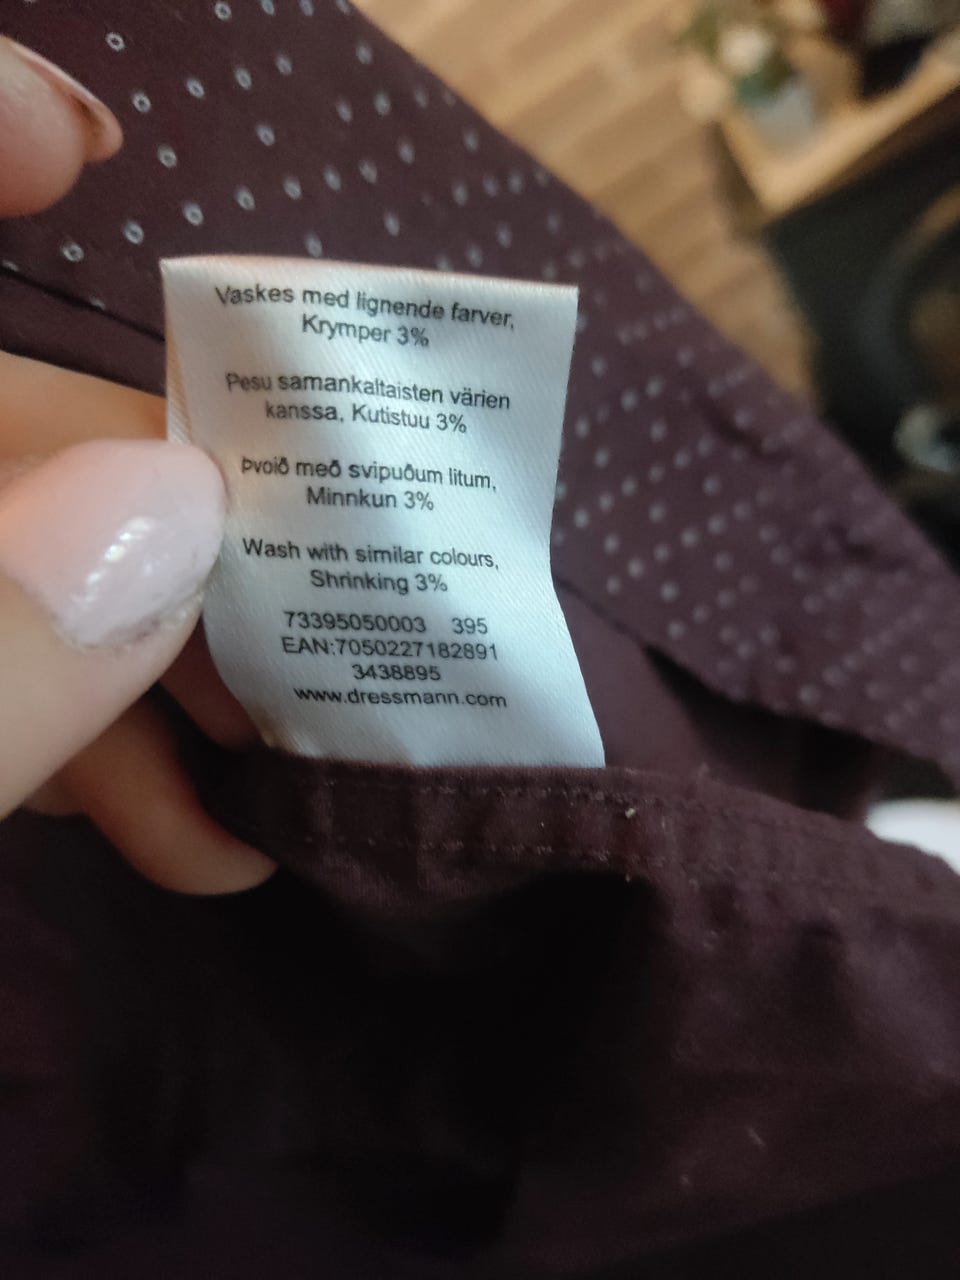 Vaskes med lignende farver,
Krymper 3%
Pesu samankaltaisten värien
kanssa, Kutistuu 3%
Þvoið með svipuðum litum,
Minnkun 3%
Wash with similar colours,
Shrinking 3%
73395050003 395
EAN:7050227182891
3438895
www.dressmann.com